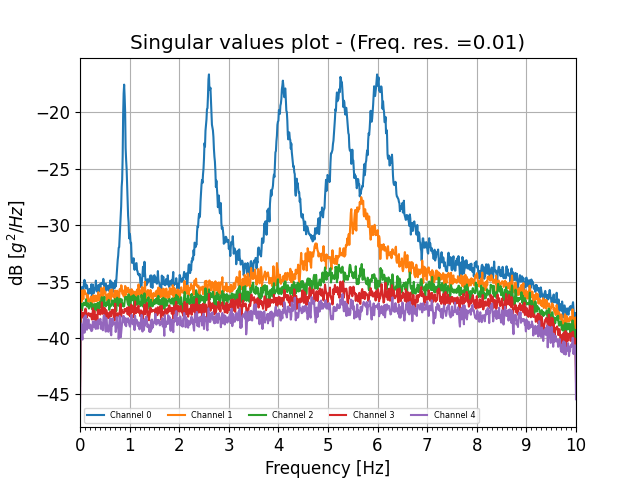 Singular values plot - (Freq. res. =0.01)
dB [g²/Hz]
−20
−25
−30
−35
−40
−45
Channel 0 Channel 1 Channel 2 Channel 3 Channel 4
0 1 2 3 4 5 6 7 8 9 10
Frequency [Hz]